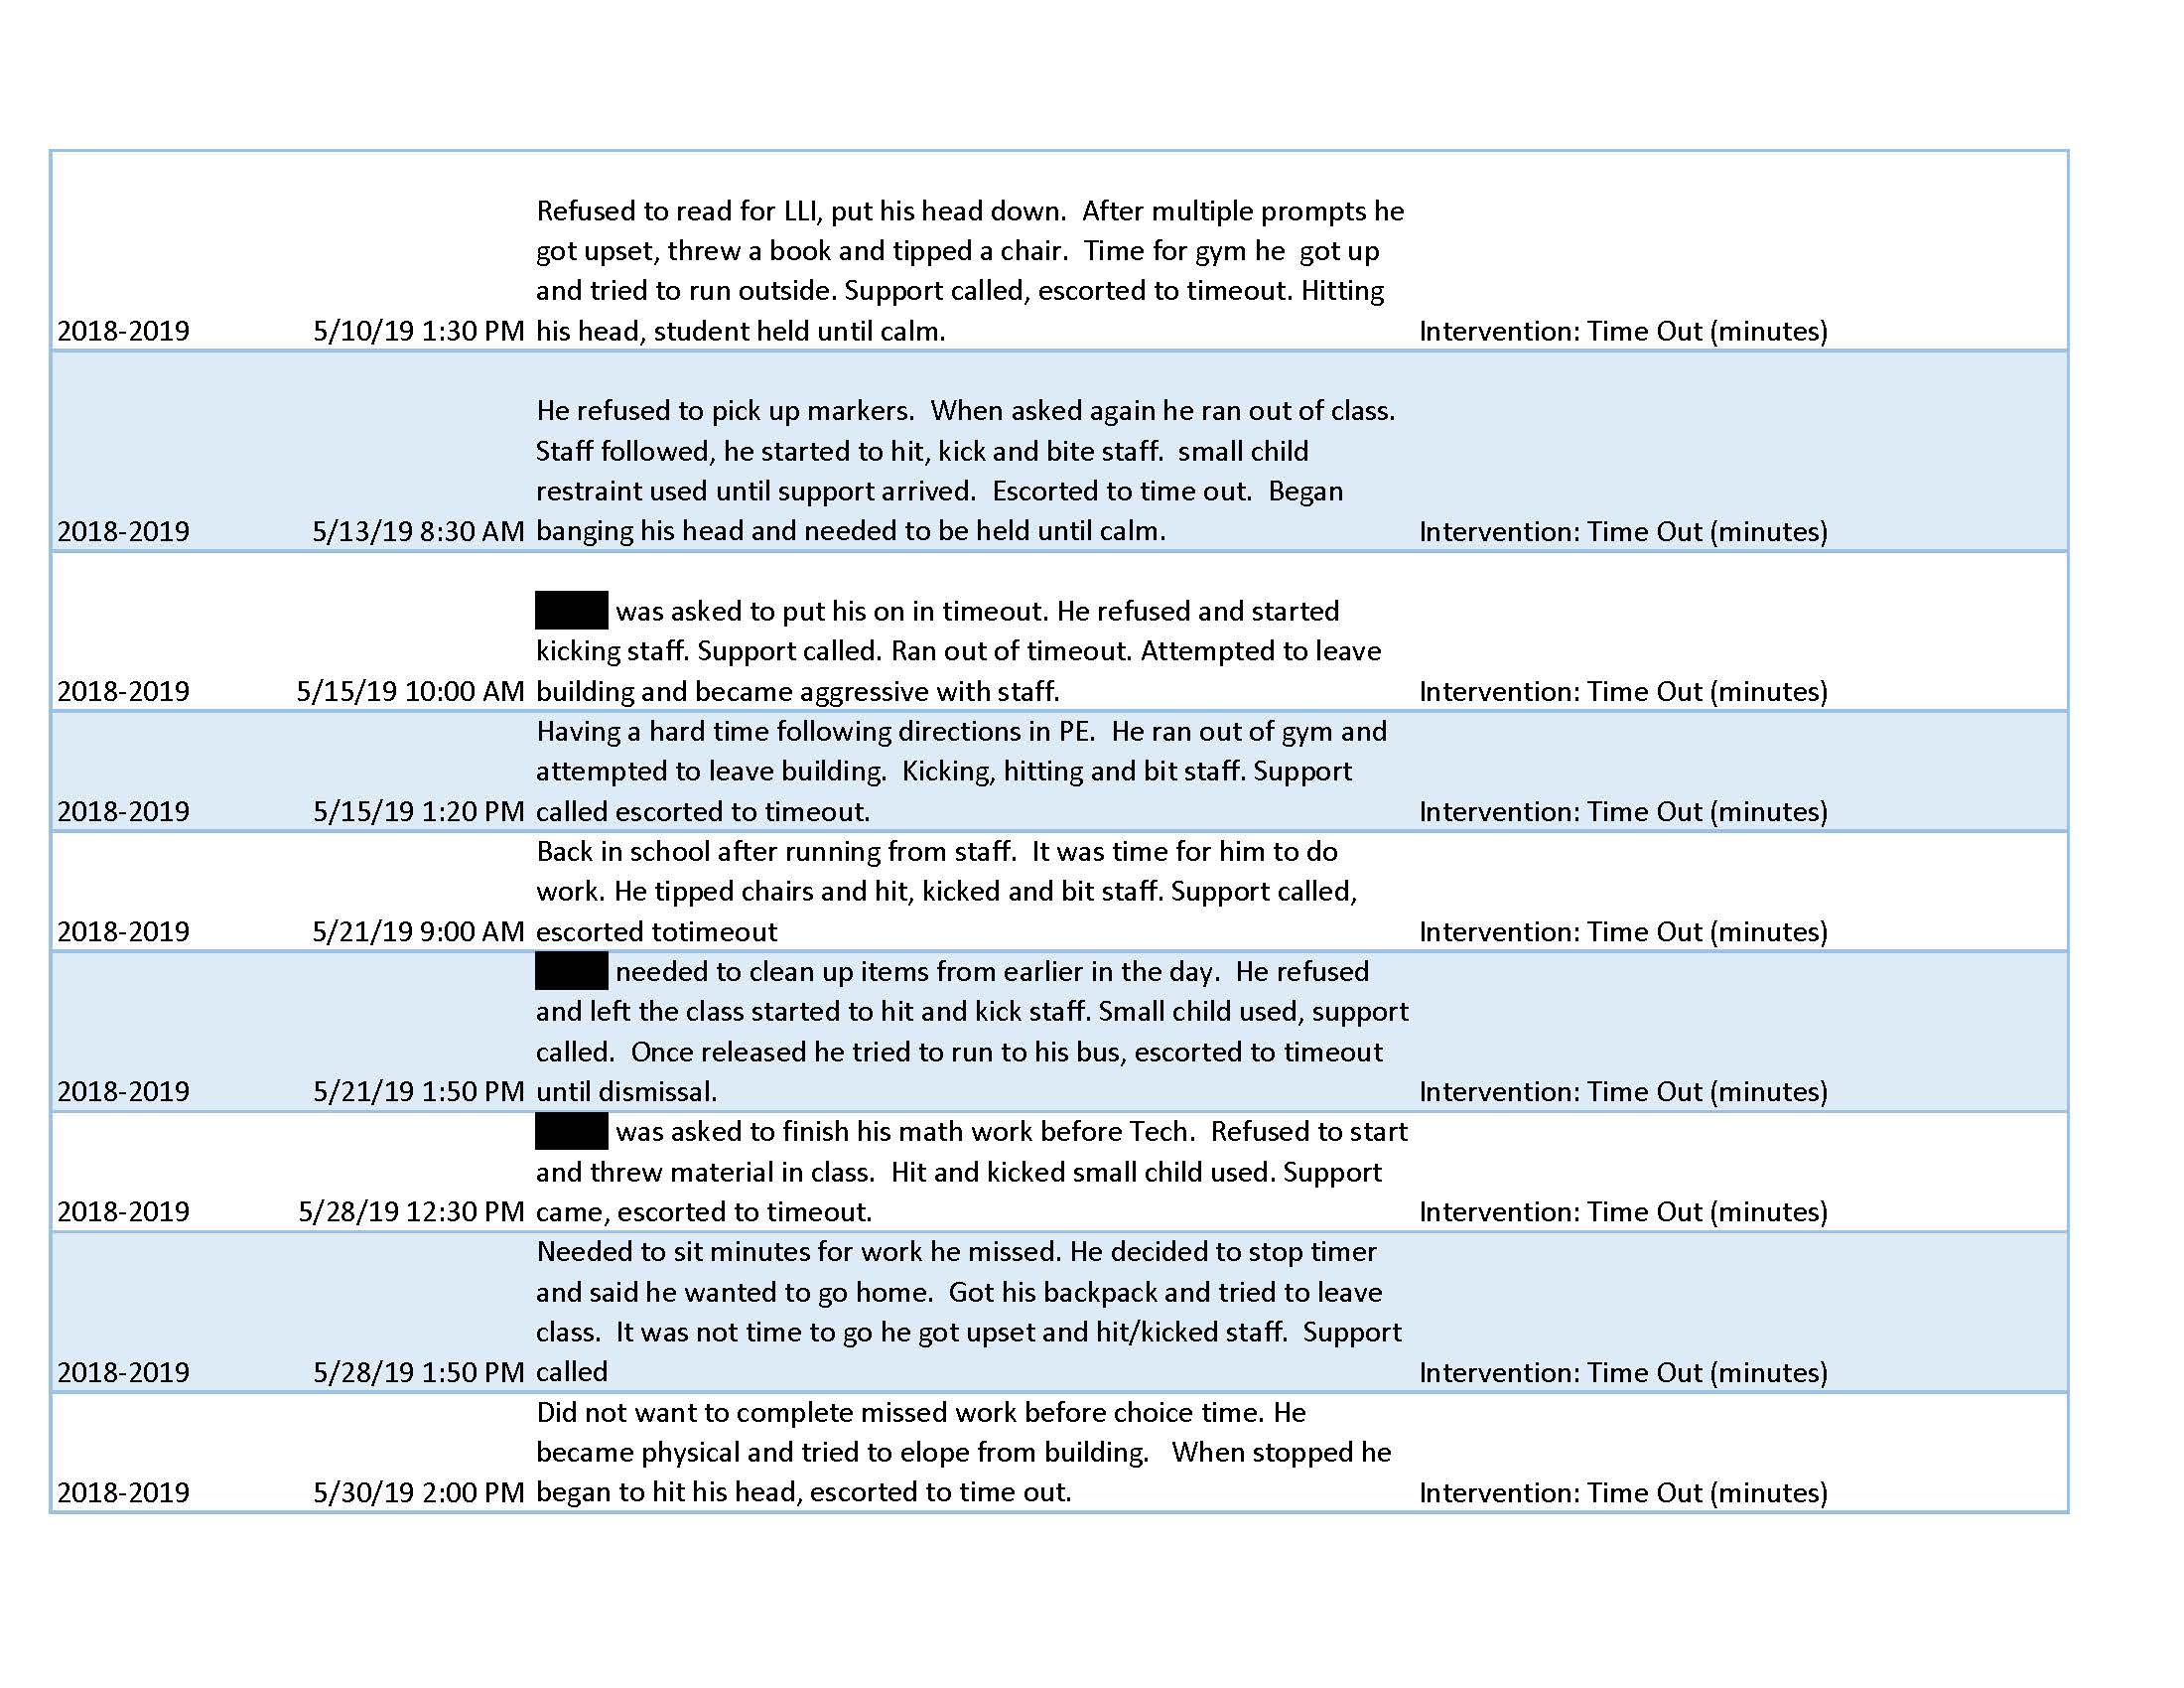 Refused to read for LLI, put his head down.  After multiple prompts he
got upset, threw a book and tipped a chair.  Time for gym he  got up
and tried to run outside. Support called, escorted to timeout. Hitting
2018-2019 5/10/19 1:30 PM his head, student held until calm. Intervention: Time Out (minutes)
He refused to pick up markers.  When asked again he ran out of class.
Staff followed, he started to hit, kick and bite staff.  small child
restraint used until support arrived.  Escorted to time out.  Began
2018-2019 5/13/19 8:30 AM banging his head and needed to be held until calm. Intervention: Time Out (minutes)
was asked to put his on in timeout. He refused and started
kicking staff. Support called. Ran out of timeout. Attempted to leave
2018-2019 5/15/19 10:00 AM building and became aggressive with staff. Intervention: Time Out (minutes)
Having a hard time following directions in PE.  He ran out of gym and
attempted to leave building.  Kicking, hitting and bit staff. Support
2018-2019 5/15/19 1:20 PM called escorted to timeout. Intervention: Time Out (minutes)
Back in school after running from staff.  It was time for him to do
work. He tipped chairs and hit, kicked and bit staff. Support called,
2018-2019 5/21/19 9:00 AM escorted totimeout Intervention: Time Out (minutes)
needed to clean up items from earlier in the day.  He refused
and left the class started to hit and kick staff. Small child used, support
called.  Once released he tried to run to his bus, escorted to timeout
2018-2019 5/21/19 1:50 PM until dismissal. Intervention: Time Out (minutes)
was asked to finish his math work before Tech.  Refused to start
and threw material in class.  Hit and kicked small child used. Support
2018-2019 5/28/19 12:30 PM came, escorted to timeout. Intervention: Time Out (minutes)
Needed to sit minutes for work he missed. He decided to stop timer
and said he wanted to go home.  Got his backpack and tried to leave
class.  It was not time to go he got upset and hit/kicked staff.  Support
2018-2019 5/28/19 1:50 PM called Intervention: Time Out (minutes)
Did not want to complete missed work before choice time. He
became physical and tried to elope from building.   When stopped he
2018-2019 5/30/19 2:00 PM began to hit his head, escorted to time out. Intervention: Time Out (minutes)